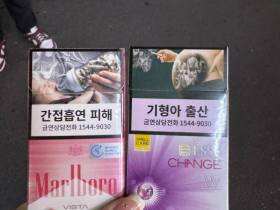 간접흡연 피해
금연상담전화 1544-9030
Marlboro
VISTA
기형아 출산
금연상담전화 1544-9030
CHANGE